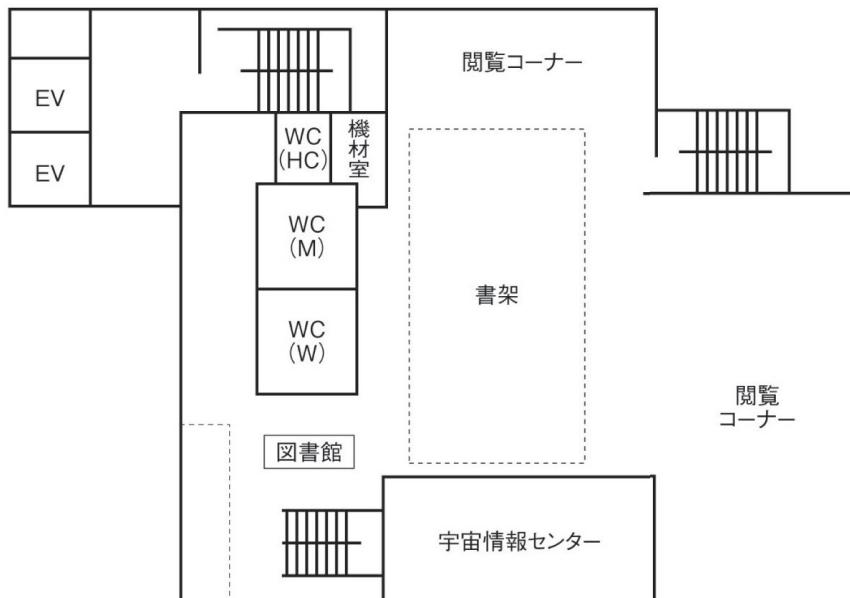 閲覧コーナー
EV
EV
WC
(HC)
機材室
WC
(M)
WC
(W)
書架
閲覧
コーナー
図書館
宇宙情報センター